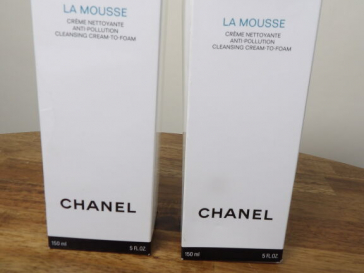 LA MOUSSE
CRÈME NETTOYANTE
ANTI-POLLUTION
CLEANSING CREAM-TO-FOAM
CHANEL
150 ml 5 FL.OZ
LA MOUSSE
CRÈME NETTOYANTE
ANTI-POLLUTION
CLEANSING CREAM-TO-FOAM
CHANEL
150 ml 5 FL.OZ